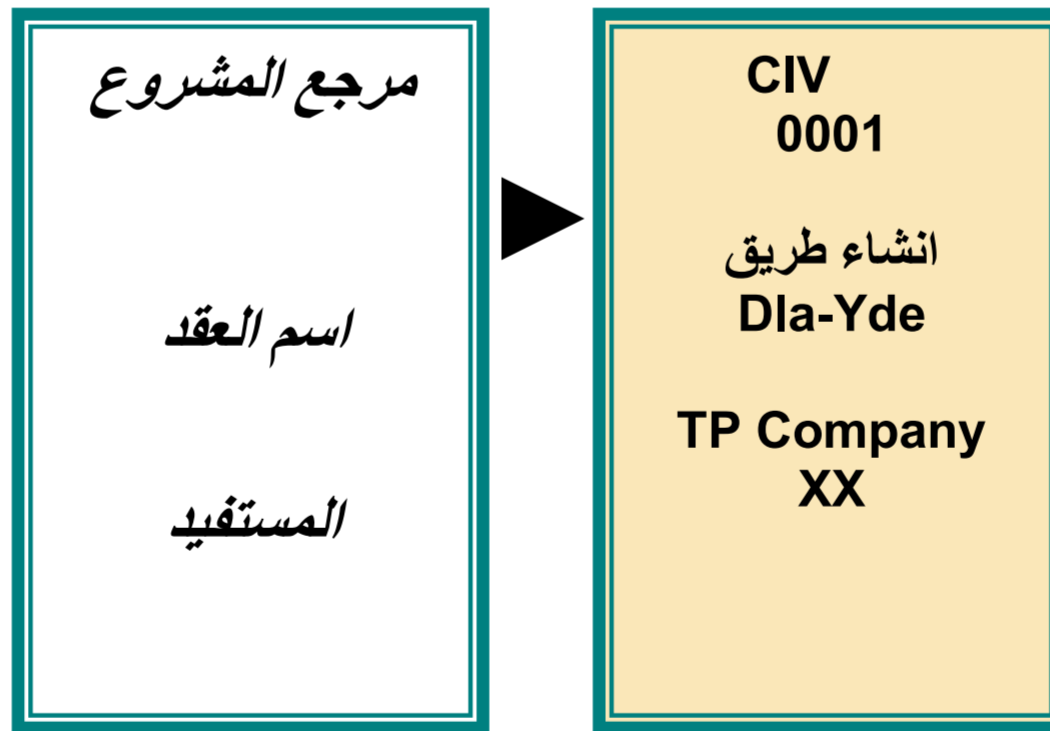 مرجع المشروع
اسم العقد
المستفيد
CIV
0001
انشاء طريق
Dla-Yde
TP Company
XX